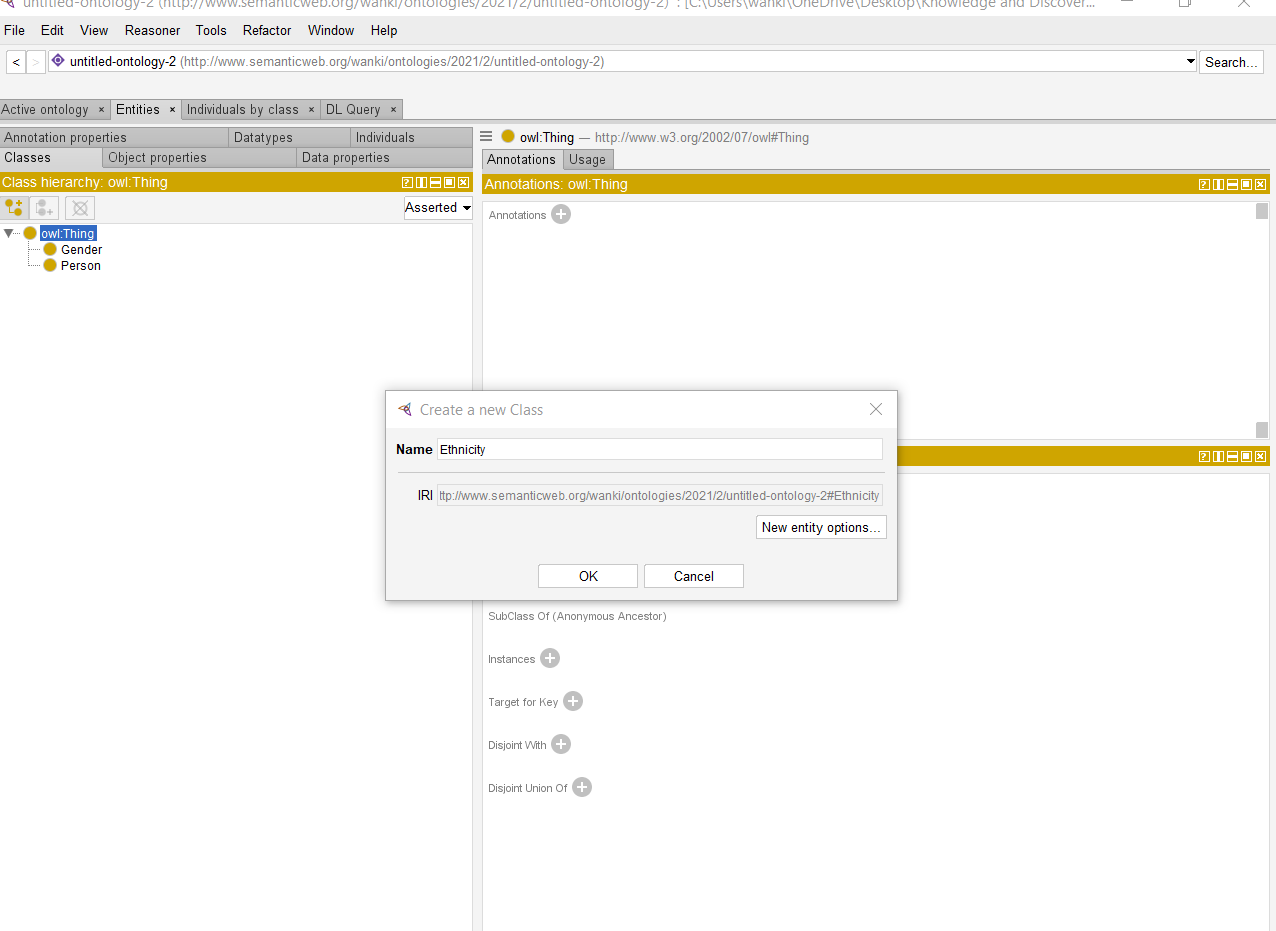 untitled-ontology-2 (http://www.semanticweb.org/wanki/ontologies/2021/2/untitled-ontology-2) : [C:\Users\wanki\OneDrive\Desktop\Knowledge and Discover...
File Edit View Reasoner Tools Refactor Window Help
< > untitled-ontology-2 (http://www.semanticweb.org/wanki/ontologies/2021/2/untitled-ontology-2) Search...
Active ontology × Entities × Individuals by class × DL Query ×
Annotation properties Datatypes Individuals
Classes Object properties Data properties
Class hierarchy: owl:Thing
Asserted
owl:Thing
Gender
Person
owl:Thing — http://www.w3.org/2002/07/owl#Thing
Annotations Usage
Annotations: owl:Thing
Annotations
Create a new Class
Name Ethnicity
IRI ttp://www.semanticweb.org/wanki/ontologies/2021/2/untitled-ontology-2#Ethnicity
New entity options...
OK Cancel
SubClass Of (Anonymous Ancestor)
Instances
Target for Key
Disjoint With
Disjoint Union Of